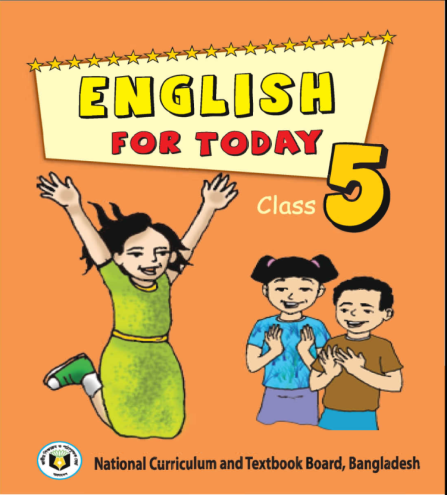 ENGLISH
FOR TODAY
Class 5
National Curriculum and Textbook Board, Bangladesh